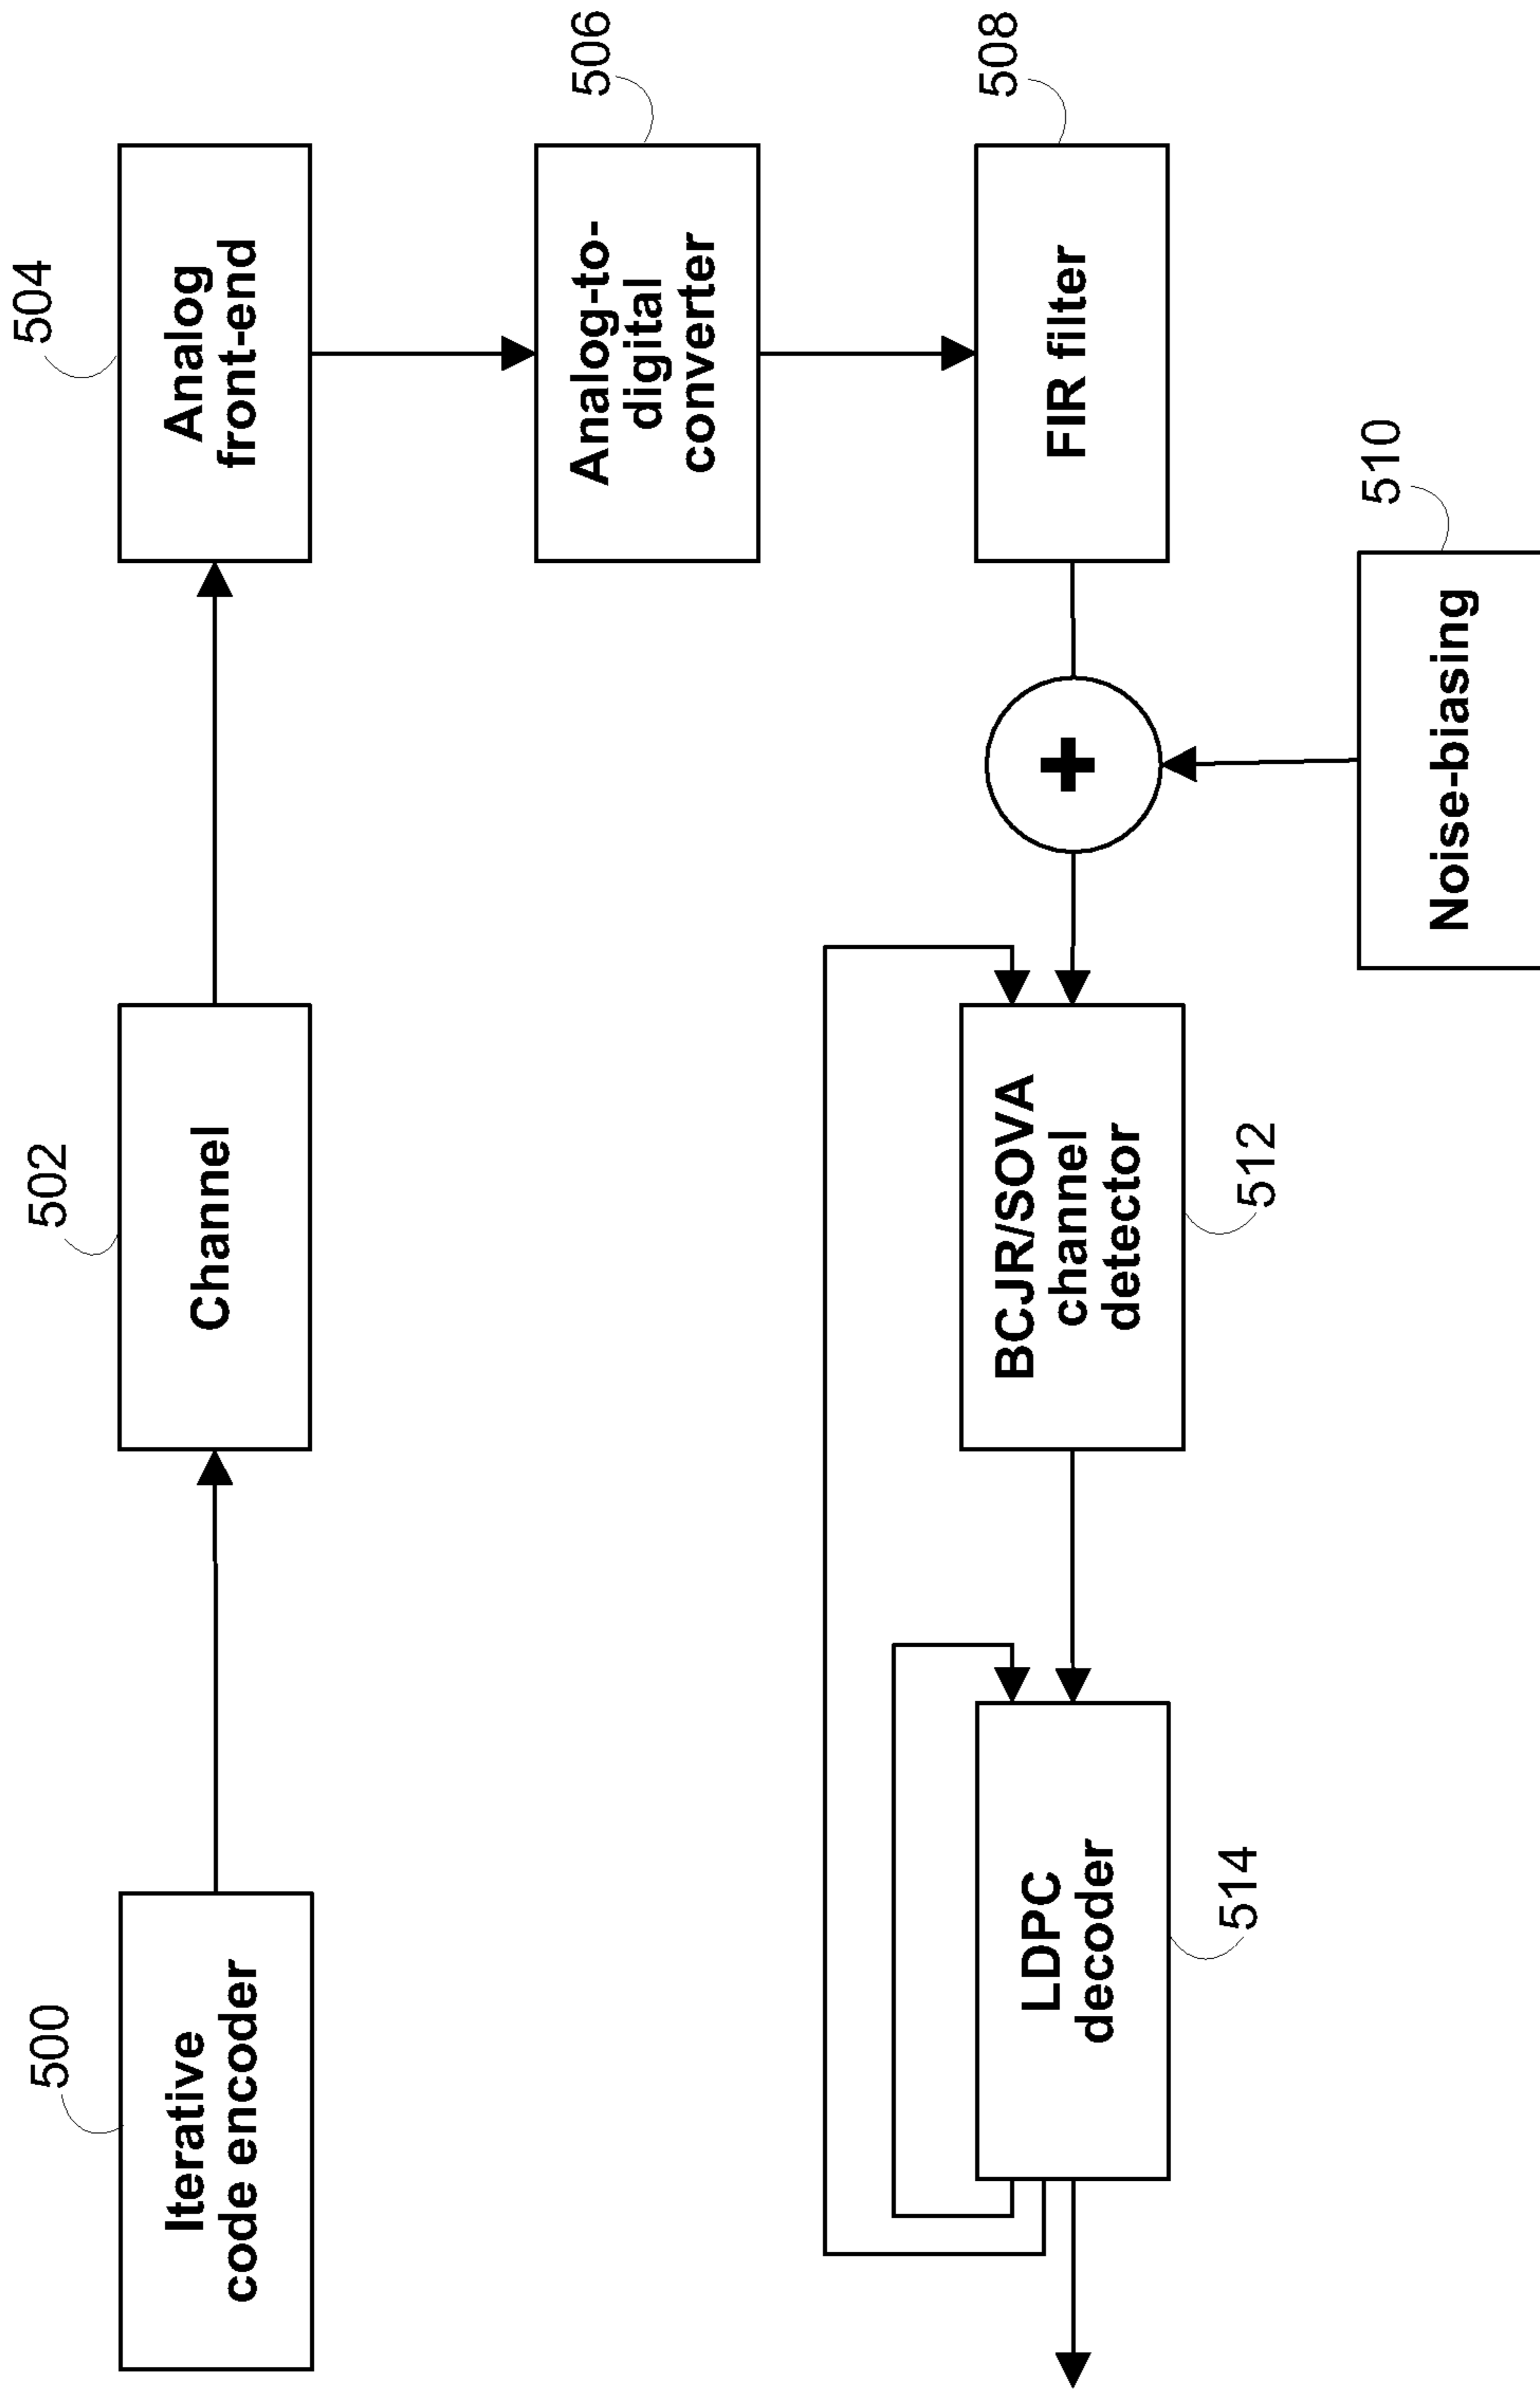 500
Iterative
code encoder
502
Channel
504
Analog
front-end
506
Analog-to-
digital
converter
508
FIR filter
510
Noise-biasing
+
BCJR/SOVA
channel
detector
512
LDPC
decoder
514